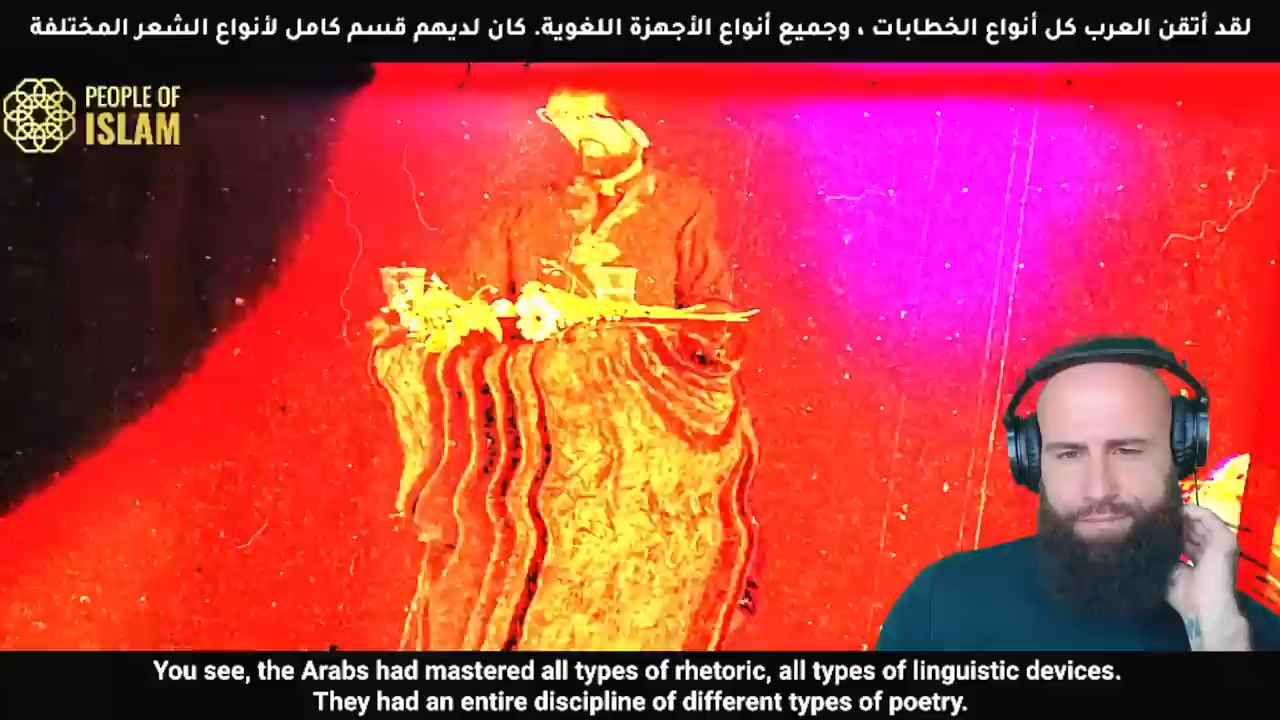 لقد أتقن العرب كل أنواع الخطابات ، وجميع أنواع الأجهزة اللغوية. كان لديهم قسم كامل لأنواع الشعر المختلفة
PEOPLE OF
ISLAM
You see, the Arabs had mastered all types of rhetoric, all types of linguistic devices.
They had an entire discipline of different types of poetry.